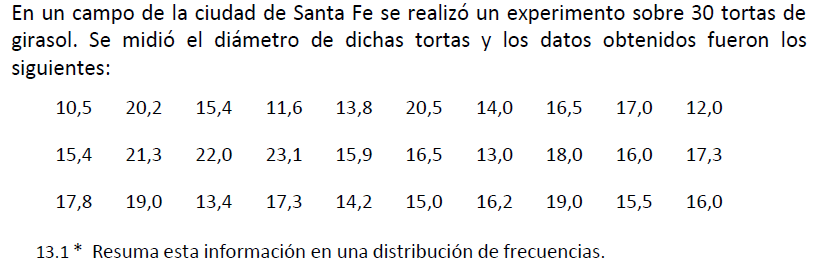 En un campo de la ciudad de Santa Fe se realizó un experimento sobre 30 tortas de
girasol. Se midió el diámetro de dichas tortas y los datos obtenidos fueron los
siguientes:
10,5 20,2 15,4 11,6 13,8 20,5 14,0 16,5 17,0 12,0
15,4 21,3 22,0 23,1 15,9 16,5 13,0 18,0 16,0 17,3
17,8 19,0 13,4 17,3 14,2 15,0 16,2 19,0 15,5 16,0
13.1 * Resuma esta información en una distribución de frecuencias.